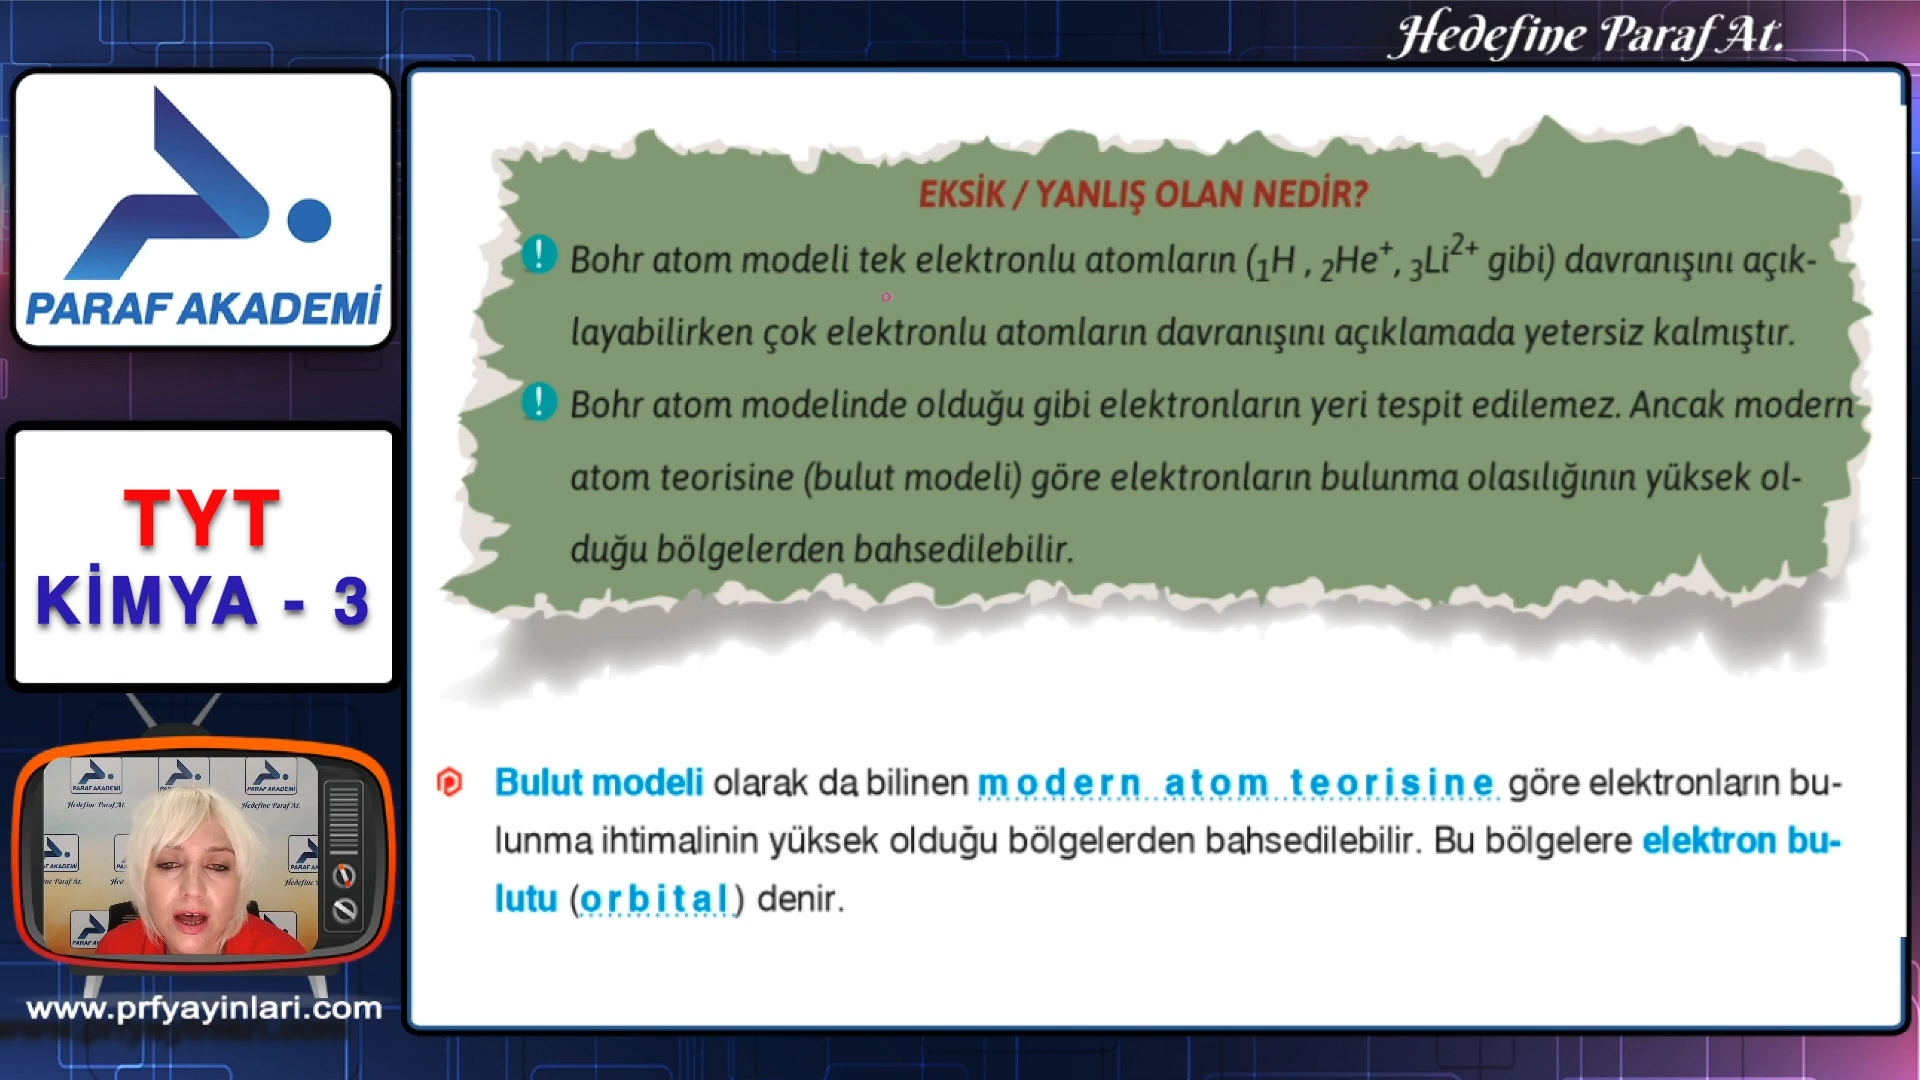 Hedefine Paraf At.
PARAF AKADEMİ
TYT
KİMYA - 3
www.prfyayinlari.com
EKSİK / YANLIŞ OLAN NEDİR?
! Bohr atom modeli tek elektronlu atomların (₁H , ₂He⁺, ₃Li²⁺ gibi) davranışını açık-
layabilirken çok elektronlu atomların davranışını açıklamada yetersiz kalmıştır.
! Bohr atom modelinde olduğu gibi elektronların yeri tespit edilemez. Ancak modern
atom teorisine (bulut modeli) göre elektronların bulunma olasılığının yüksek ol-
duğu bölgelerden bahsedilebilir.
Bulut modeli olarak da bilinen modern atom teorisine göre elektronların bu-
lunma ihtimalinin yüksek olduğu bölgelerden bahsedilebilir. Bu bölgelere elektron bu-
lutu (orbital) denir.